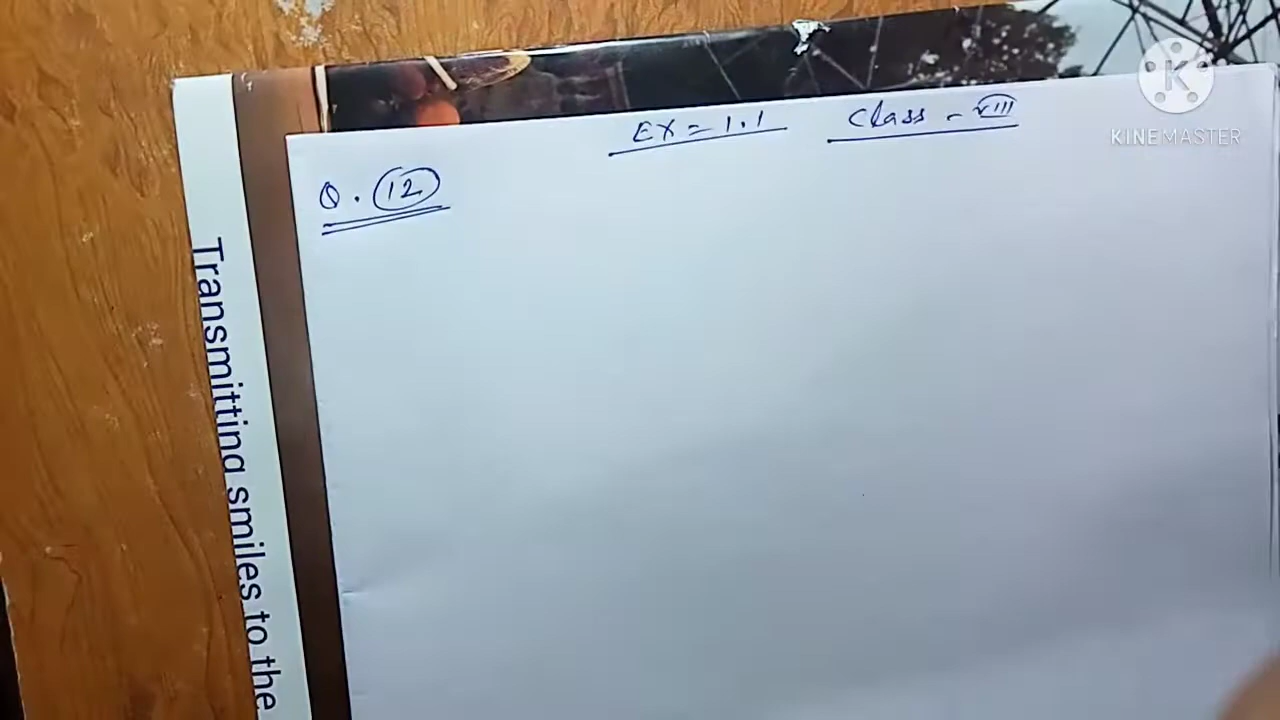 Ex = 1.1 Class - VIII
KINEMASTER
Q. 12
Transmitting smiles to the